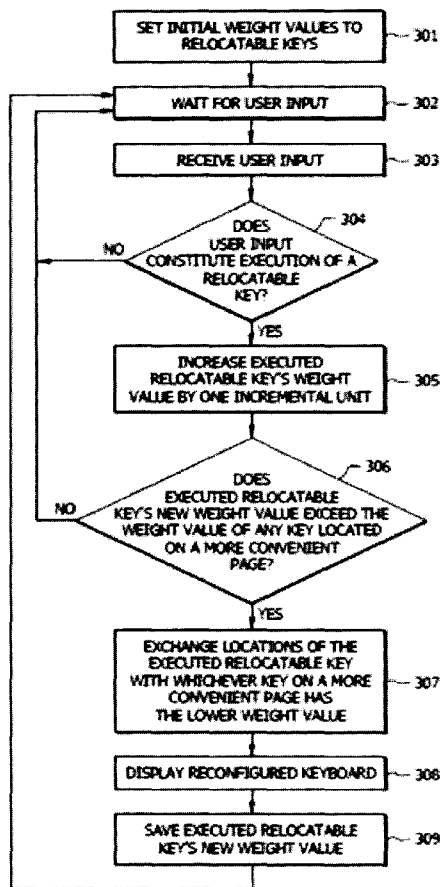 SET INITIAL WEIGHT VALUES TO
RELOCATABLE KEYS
301
WAIT FOR USER INPUT
302
RECEIVE USER INPUT
303
304
DOES
USER INPUT
CONSTITUTE EXECUTION OF A
RELOCATABLE
KEY?
NO
YES
INCREASE EXECUTED
RELOCATABLE KEY'S WEIGHT
VALUE BY ONE INCREMENTAL UNIT
305
306
DOES
EXECUTED RELOCATABLE
KEY'S NEW WEIGHT VALUE EXCEED THE
WEIGHT VALUE OF ANY KEY LOCATED
ON A MORE CONVENIENT
PAGE?
NO
YES
EXCHANGE LOCATIONS OF THE
EXECUTED RELOCATABLE KEY
WITH WHICHEVER KEY ON A MORE
CONVENIENT PAGE HAS
THE LOWER WEIGHT VALUE
307
DISPLAY RECONFIGURED KEYBOARD
308
SAVE EXECUTED RELOCATABLE
KEY'S NEW WEIGHT VALUE
309